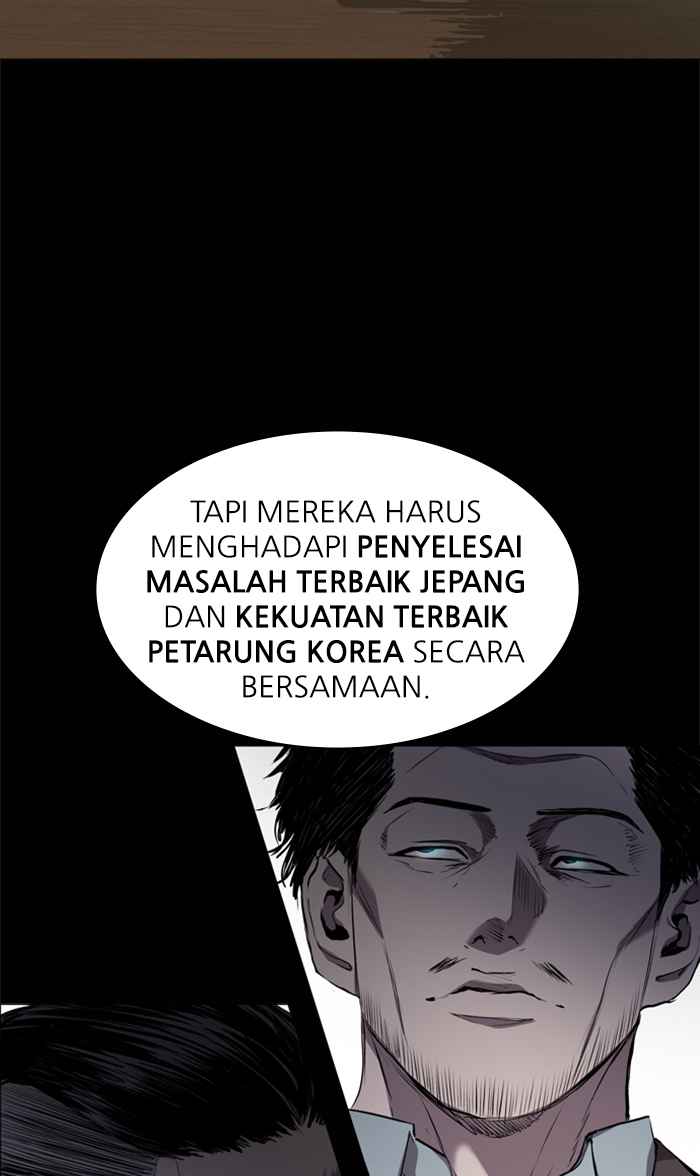 TAPI MEREKA HARUS
MENGHADAPI PENYELESAI
MASALAH TERBAIK JEPANG
DAN KEKUATAN TERBAIK
PETARUNG KOREA SECARA
BERSAMAAN.